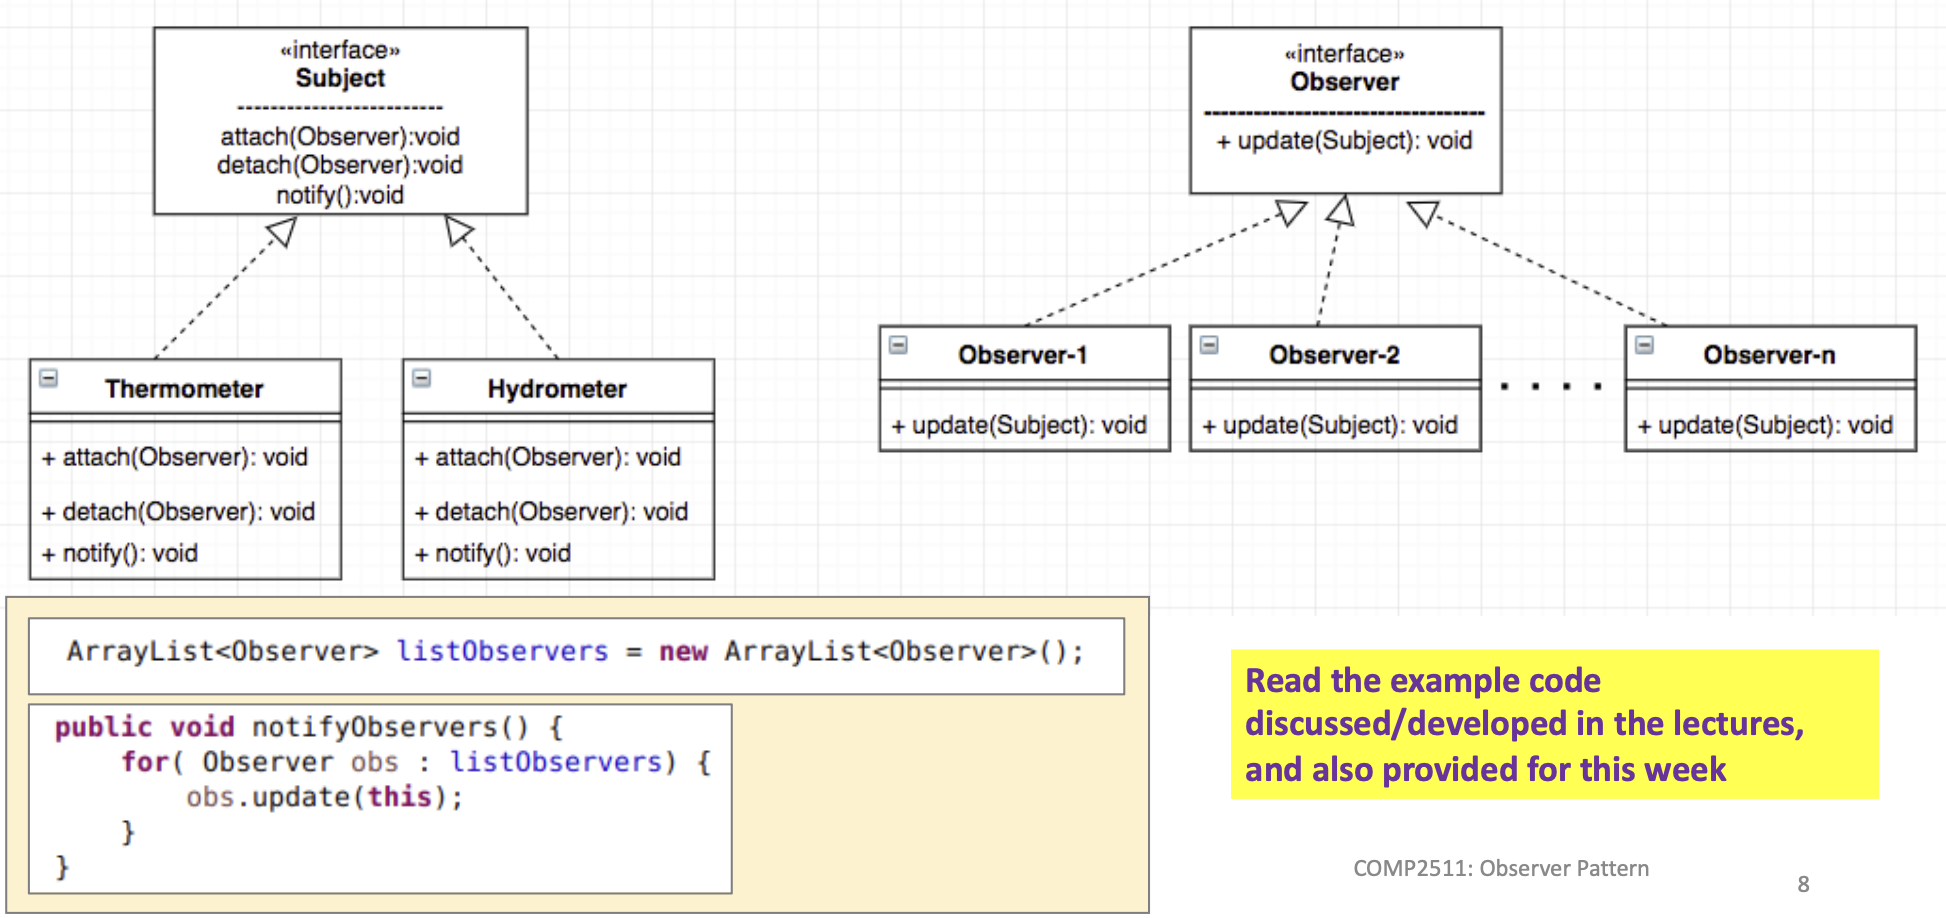 «interface»
Subject
-------------------------
attach(Observer):void
detach(Observer):void
notify():void
«interface»
Observer
----------------------------------
+ update(Subject): void
Thermometer
+ attach(Observer): void
+ detach(Observer): void
+ notify(): void
Hydrometer
+ attach(Observer): void
+ detach(Observer): void
+ notify(): void
Observer-1
+ update(Subject): void
Observer-2
+ update(Subject): void
. . . .
Observer-n
+ update(Subject): void
ArrayList<Observer> listObservers = new ArrayList<Observer>();
public void notifyObservers() {
for( Observer obs : listObservers) {
obs.update(this);
}
}
Read the example code
discussed/developed in the lectures,
and also provided for this week
COMP2511: Observer Pattern
8